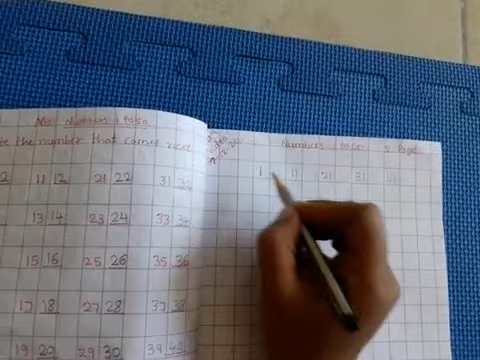 Numbers 1 to 50
the number that comes next
2 11 12 21 22 31 32
13 14 23 24 33 34
15 16 25 26 35 36
17 18 27 28 37 38
19 20 29 30 39 40
Numbers to 50
1 11 21 31 41